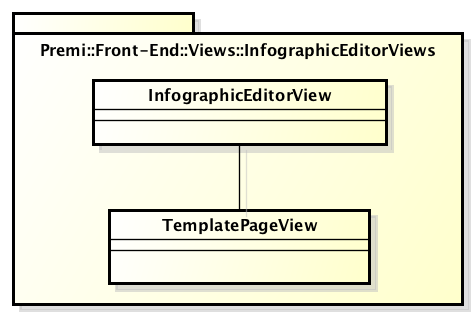 Premi::Front-End::Views::InfographicEditorViews
InfographicEditorView
TemplatePageView